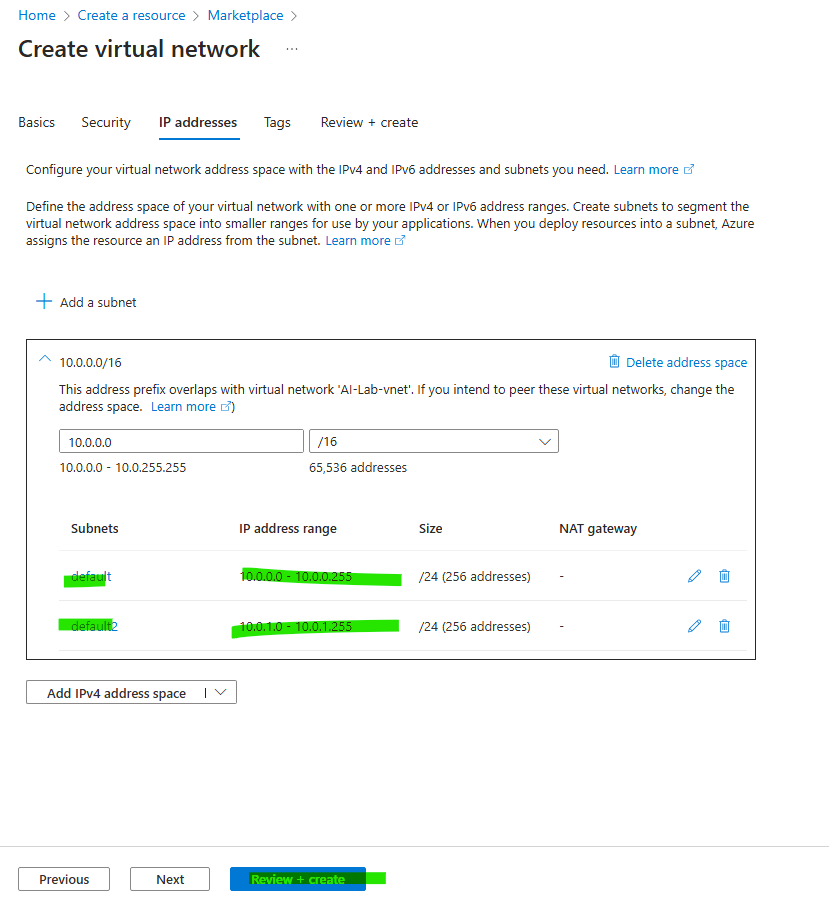 Home > Create a resource > Marketplace >
Create virtual network ...
Basics Security IP addresses Tags Review + create
Configure your virtual network address space with the IPv4 and IPv6 addresses and subnets you need. Learn more
Define the address space of your virtual network with one or more IPv4 or IPv6 address ranges. Create subnets to segment the
virtual network address space into smaller ranges for use by your applications. When you deploy resources into a subnet, Azure
assigns the resource an IP address from the subnet. Learn more
+ Add a subnet
10.0.0.0/16 Delete address space
This address prefix overlaps with virtual network 'AI-Lab-vnet'. If you intend to peer these virtual networks, change the
address space. Learn more )
10.0.0.0 /16
10.0.0.0 - 10.0.255.255 65,536 addresses
Subnets IP address range Size NAT gateway
default 10.0.0.0 - 10.0.0.255 /24 (256 addresses) -
default2 10.0.1.0 - 10.0.1.255 /24 (256 addresses) -
Add IPv4 address space |
Previous Next Review + create